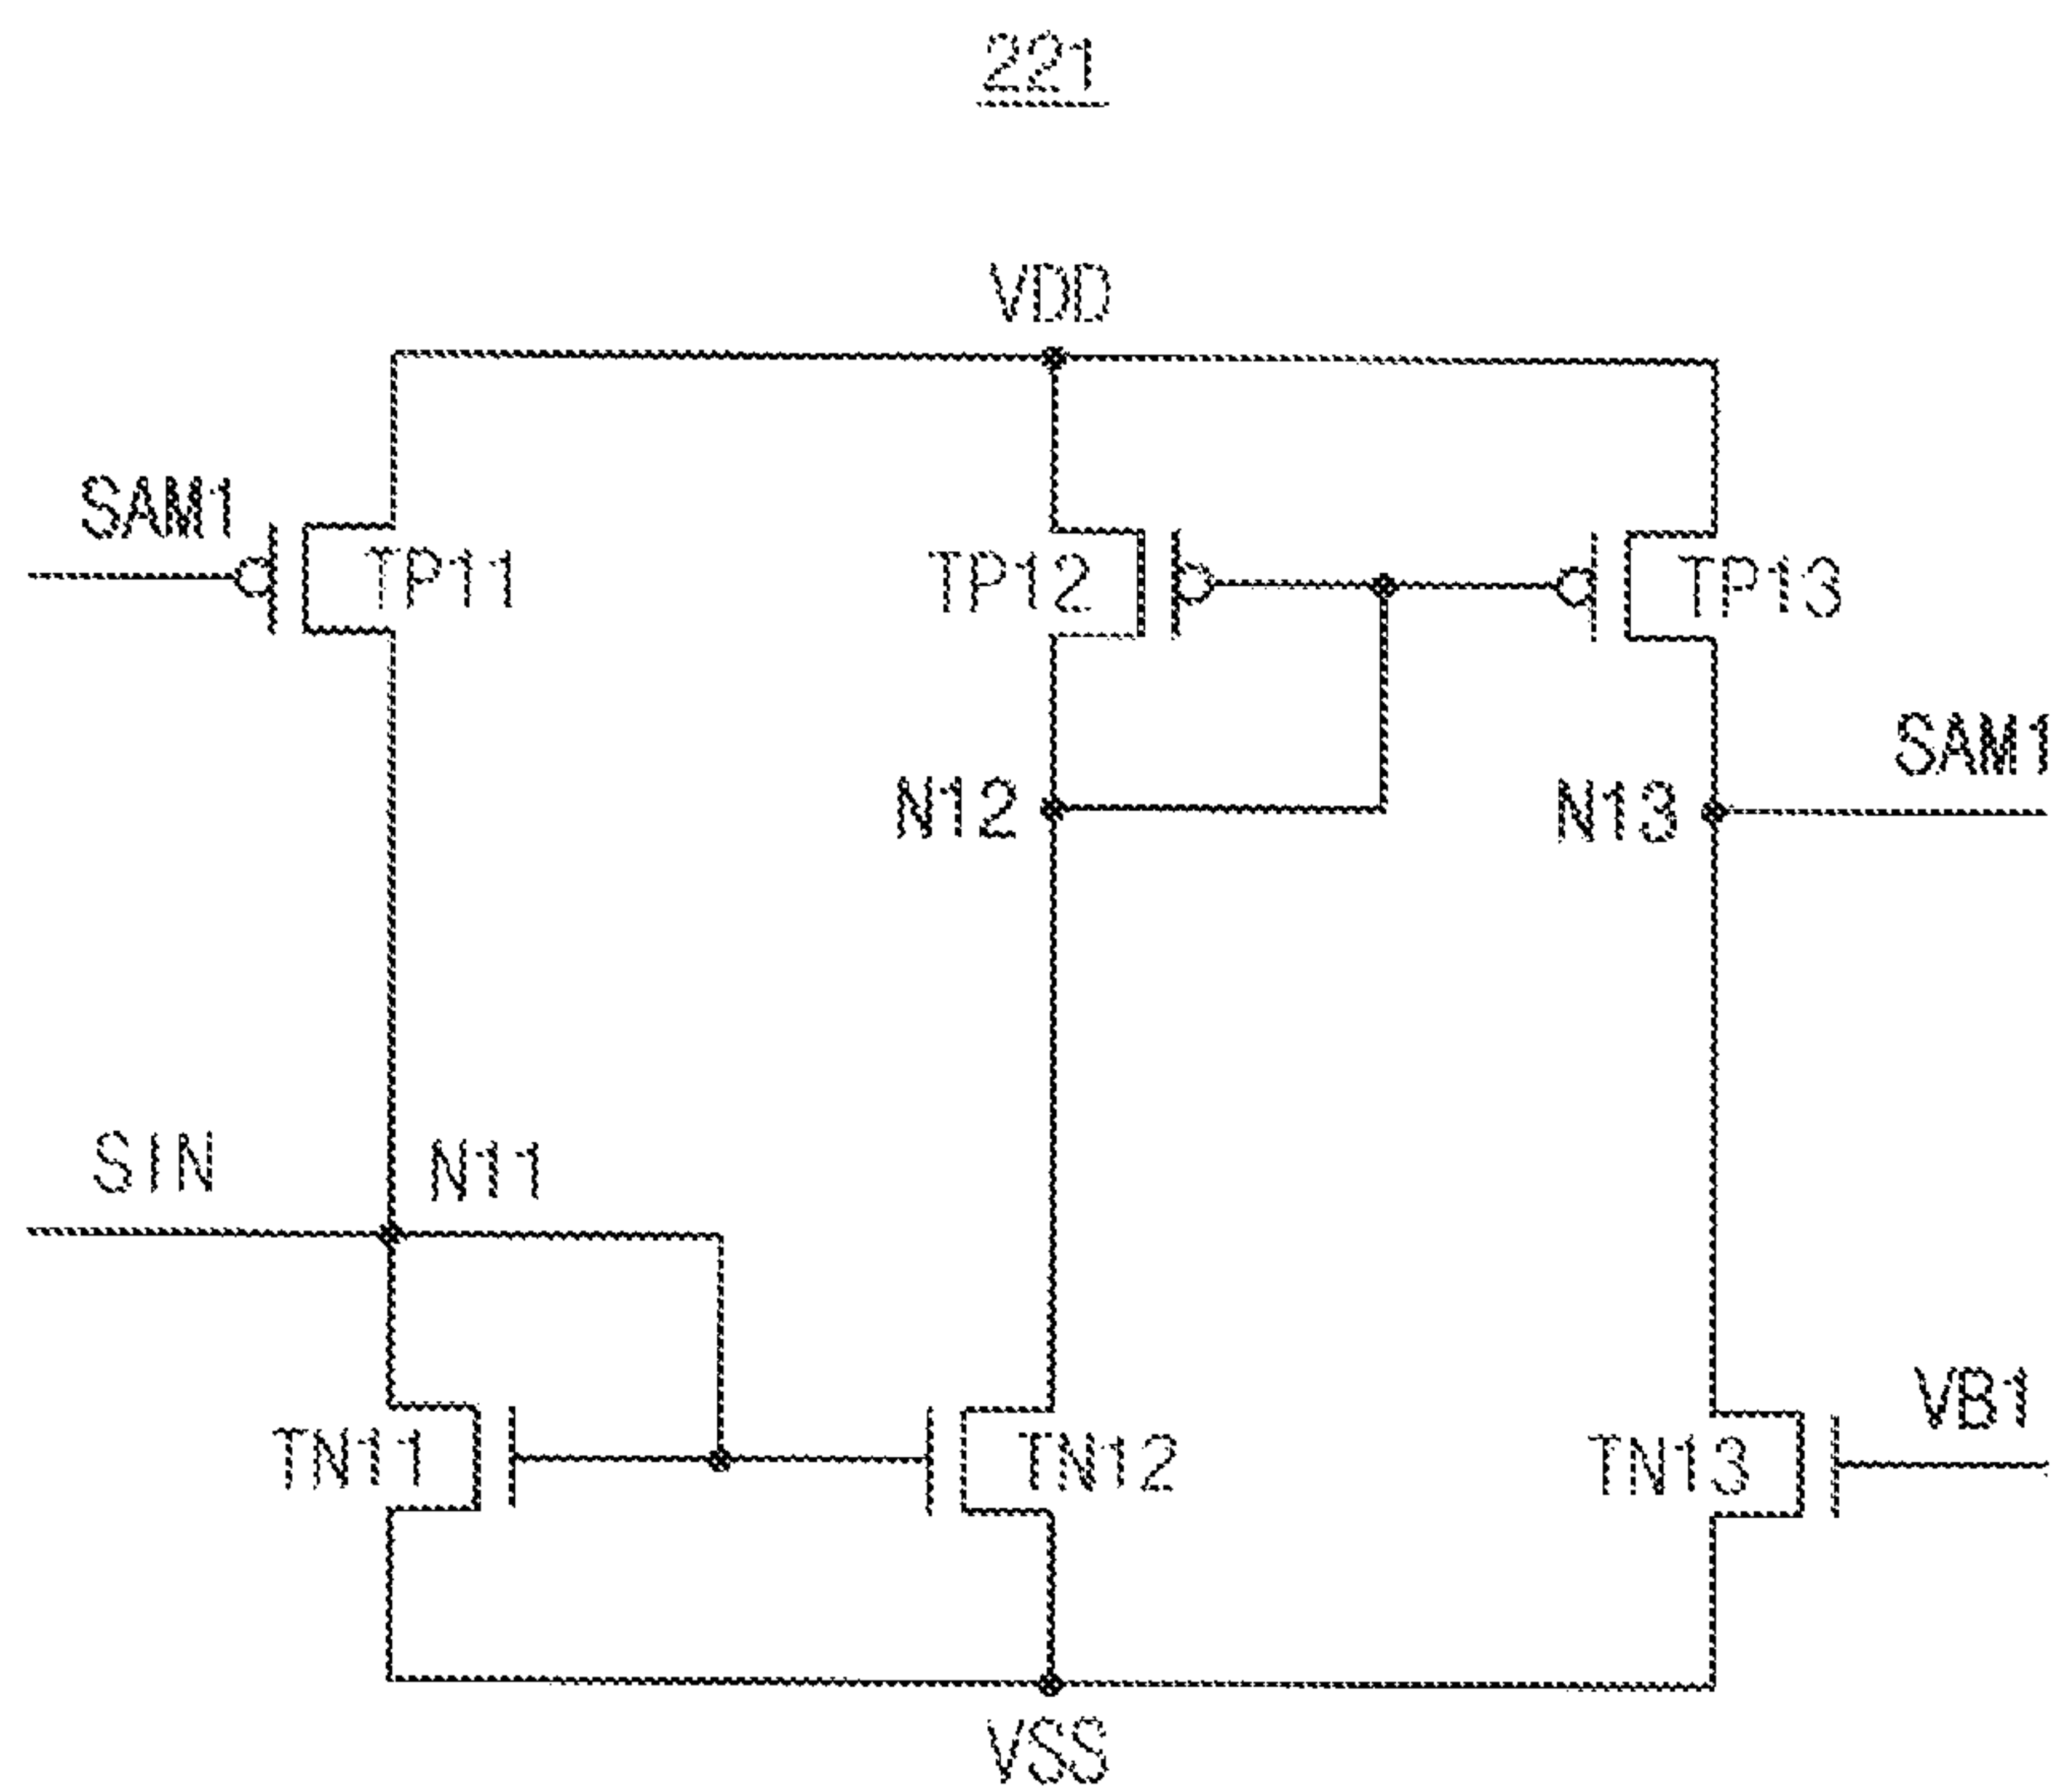 221
VDD
SAM1
TP11
TP12
TP13
SAM1
N12
N13
SIN
N11
VB1
TN11
TN12
TN13
VSS